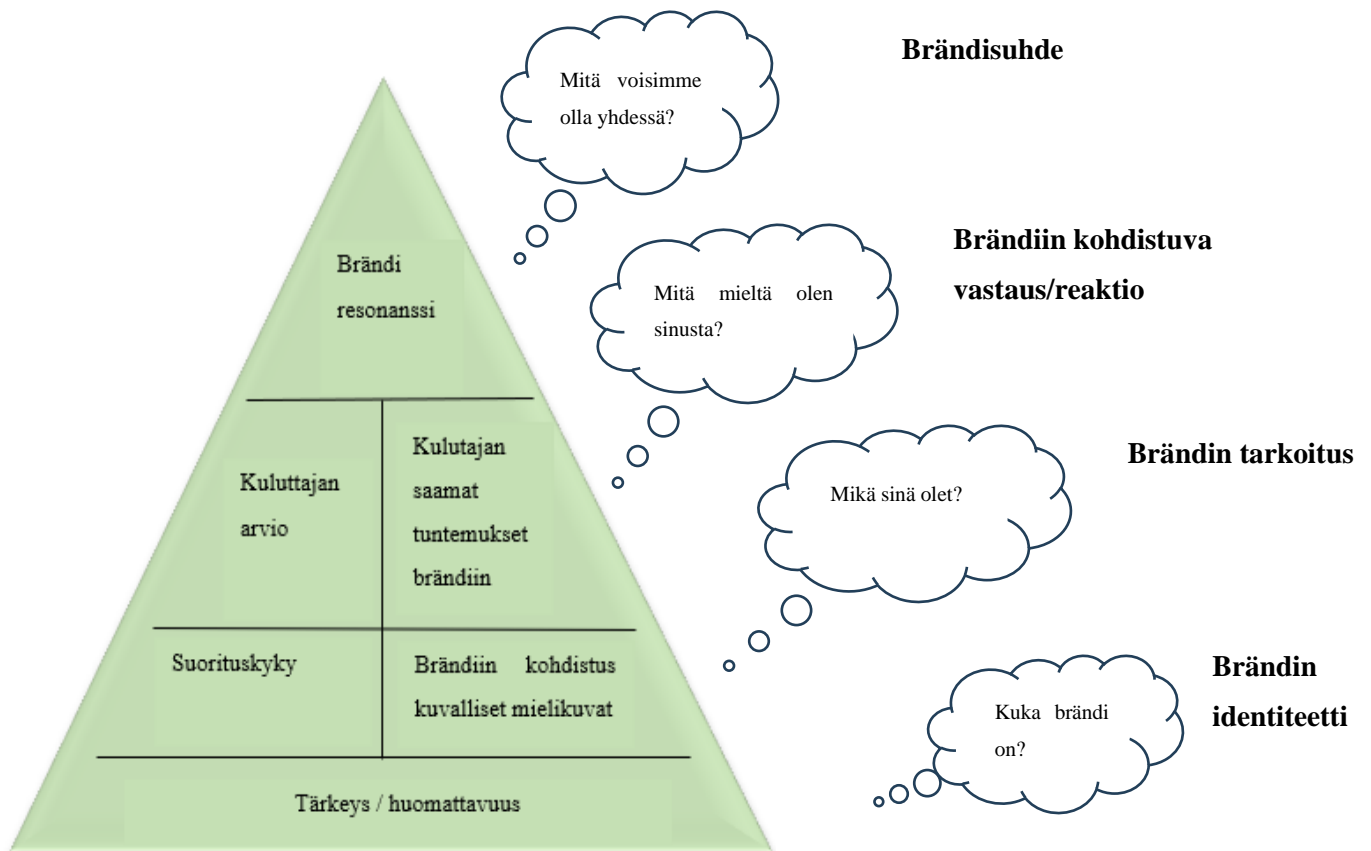 Brändisuhde
Mitä voisimme
olla yhdessä?
Brändiin kohdistuva
vastaus/reaktio
Brändi
resonanssi
Mitä mieltä olen
sinusta?
Brändin tarkoitus
Kulutajan
saamat
tuntemukset
brändiin
Kuluttajan
arvio
Mikä sinä olet?
Suorituskyky
Brändiin kohdistus
kuvalliset mielikuvat
Brändin
identiteetti
Kuka brändi
on?
Tärkeys / huomattavuus